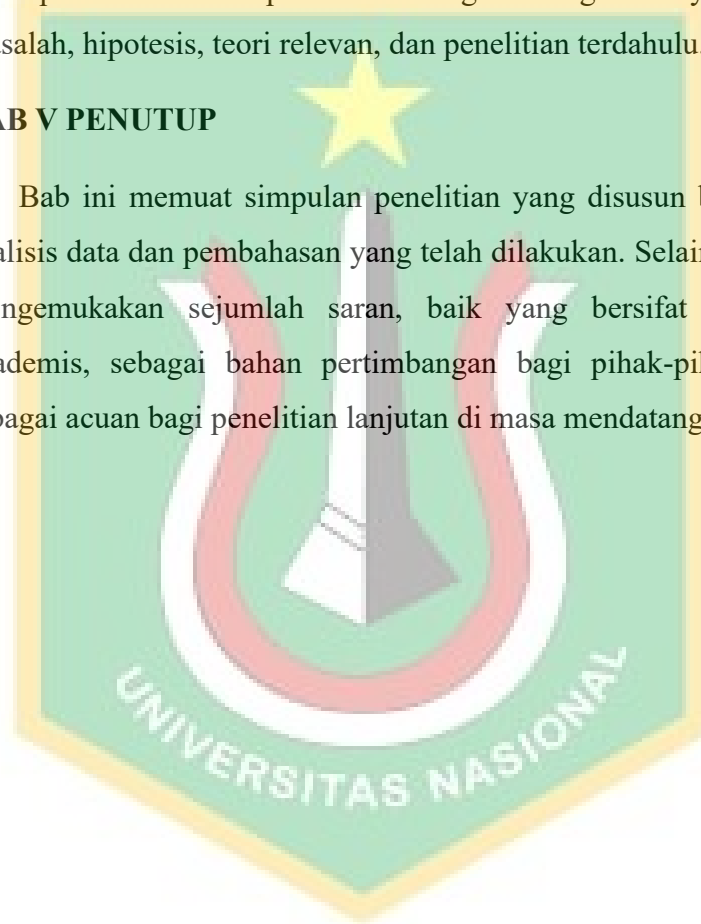 salah, hipotesis, teori relevan, dan penelitian terdahulu.
AB V PENUTUP
Bab ini memuat simpulan penelitian yang disusun b
alisis data dan pembahasan yang telah dilakukan. Selain
ngemukakan sejumlah saran, baik yang bersifat
ademis, sebagai bahan pertimbangan bagi pihak-pih
bagai acuan bagi penelitian lanjutan di masa mendatang
UNIVERSITAS NASIONAL